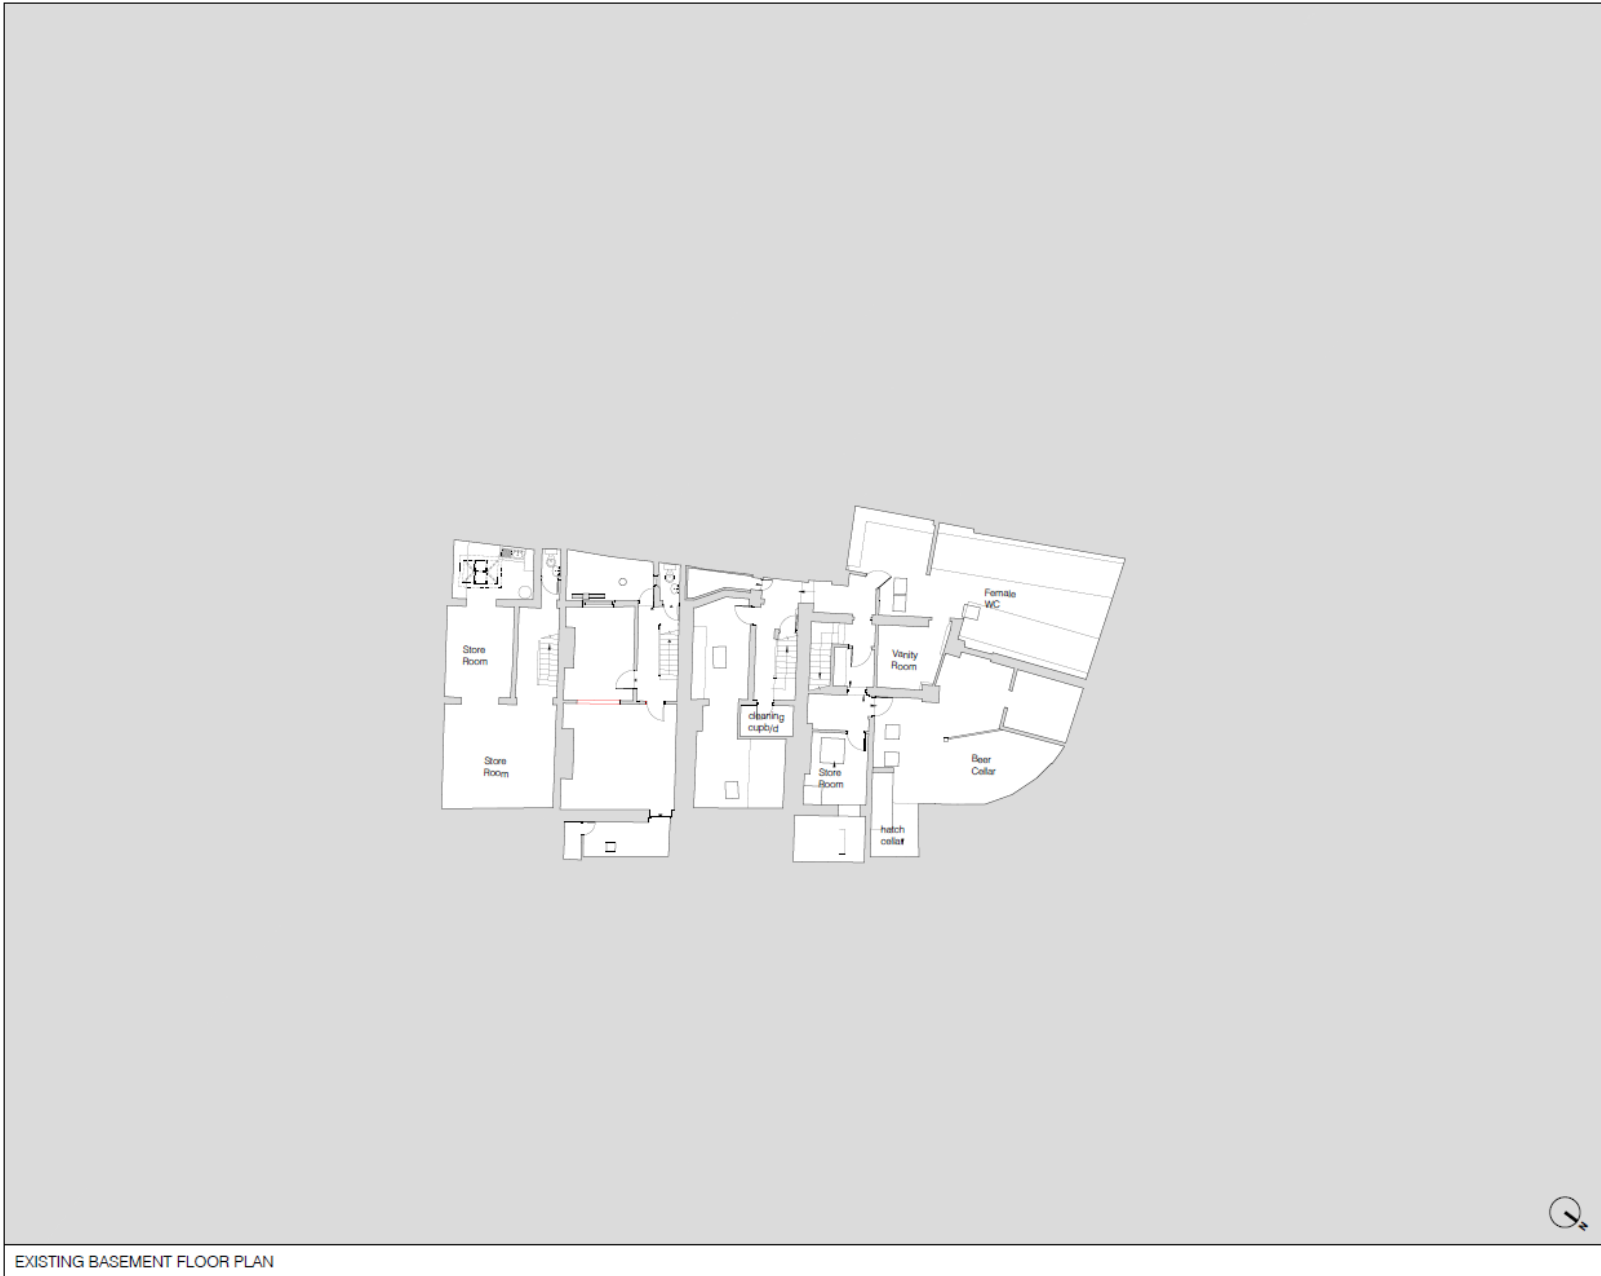 Female
WC
Store
Room
Vanity
Room
cleaning
cupb/d
Store
Room
Beer
Cellar
Store
Room
hatch
cellar
N
EXISTING BASEMENT FLOOR PLAN